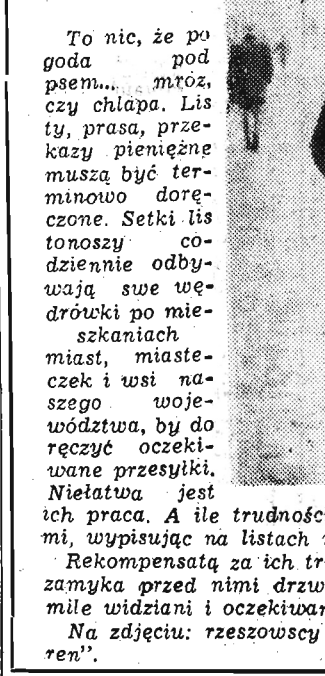 To nic, że po
goda pod
psem... mróz,
czy chlapa. Lis
ty, prasa, prze-
kazy pieniężne
muszą być ter-
minowo dorę-
czone. Setki lis
tonoszy co-
dziennie odby-
wają swe wę-
drówki po mie-
szkaniach
miast, miaste-
czek i wsi na-
szego woje-
wództwa, by do
ręczyć oczeki-
wane przesyłki.
Niełatwa jest
ich praca. A ile trudnośc
mi, wypisując na listach
Rekompensatą za ich tr
zamyka przed nimi drzw
mile widziani i oczekiwan
Na zdjęciu: rzeszowscy
ren".